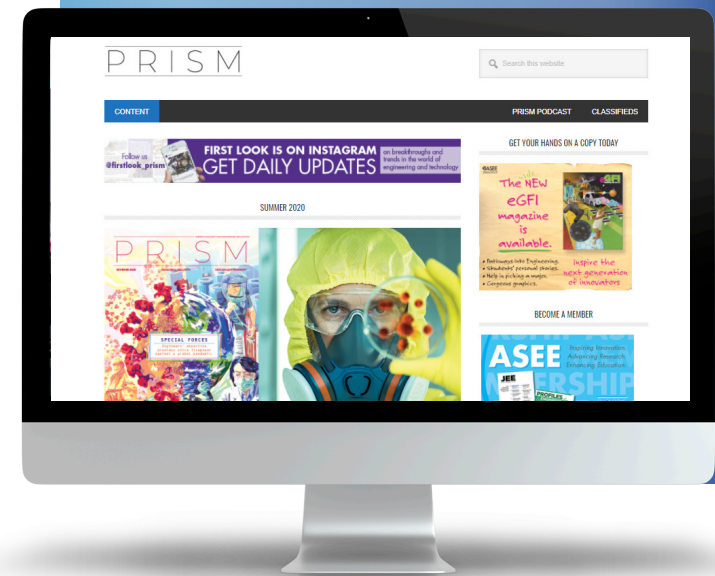 PRISM
Search this website
CONTENT
PRISM PODCAST
CLASSIFIEDS
Follow us
@firstlook_prism
FIRST LOOK IS ON INSTAGRAM
GET DAILY UPDATES
on breakthroughs and
trends in the world of
engineering and technology
SUMMER 2020
PRISM
SPECIAL FORCES
GET YOUR HANDS ON A COPY TODAY
ASEE
The NEW
eGFI
magazine
is
available.
• Pathways into Engineering.
• Students' personal stories.
• Help in picking a major.
• Gorgeous graphics.
Inspire the
next generation
of innovators
eGFI
BECOME A MEMBER
ASEE
Inspiring Innovation.
Advancing Research.
Enhancing Education.
JEE
PROFILES